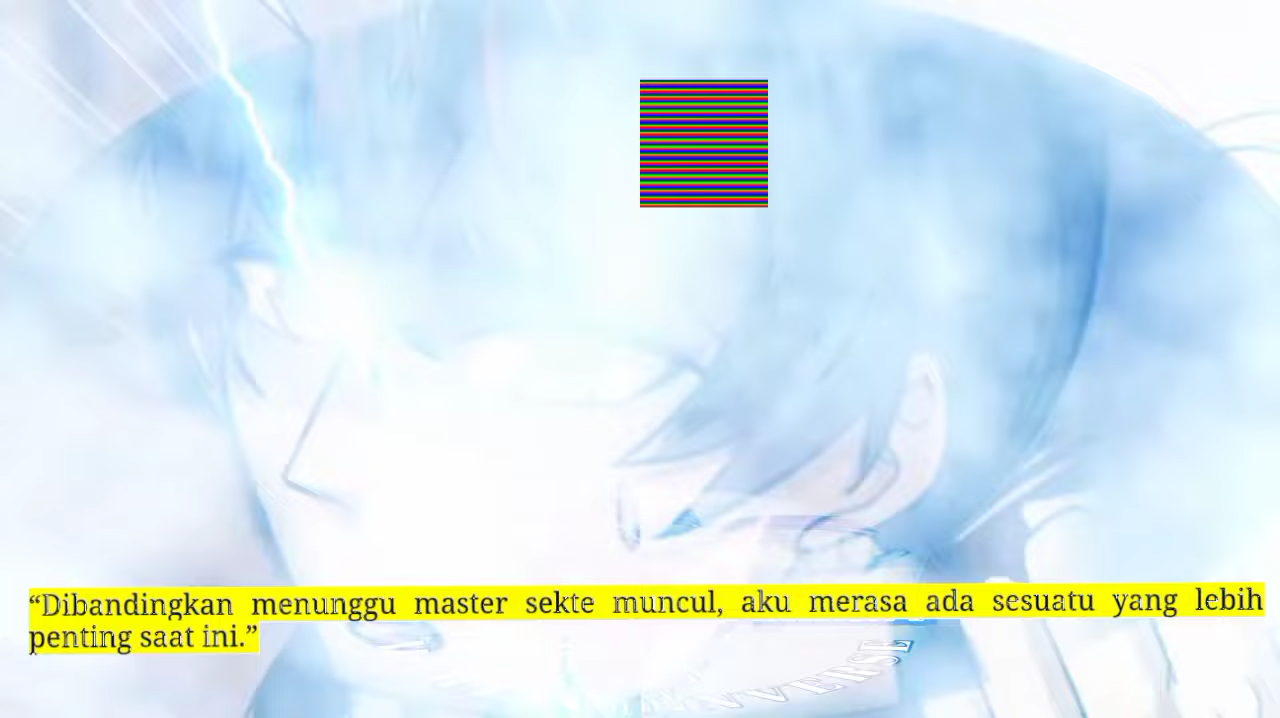 “Dibandingkan menunggu master sekte muncul, aku merasa ada sesuatu yang lebih
penting saat ini.”